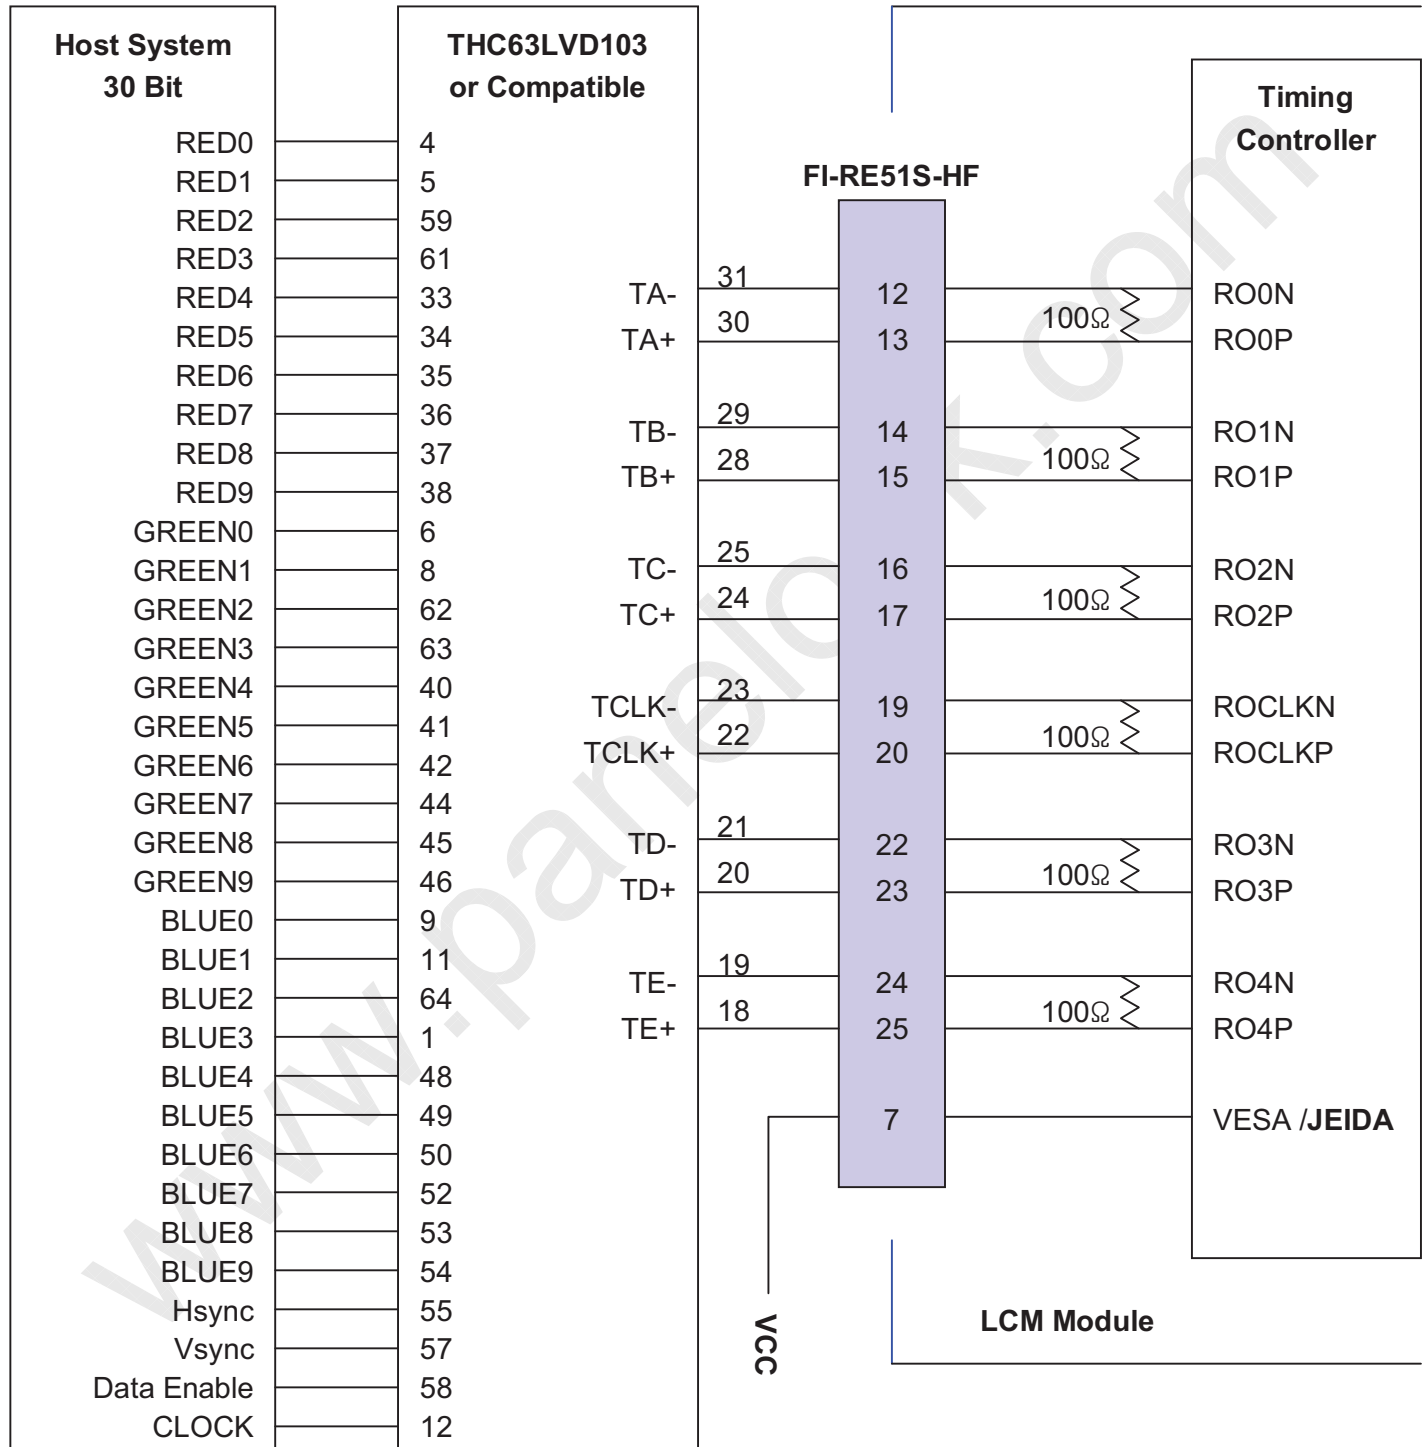 Host System
30 Bit
RED0
RED1
RED2
RED3
RED4
RED5
RED6
RED7
RED8
RED9
GREEN0
GREEN1
GREEN2
GREEN3
GREEN4
GREEN5
GREEN6
GREEN7
GREEN8
GREEN9
BLUE0
BLUE1
BLUE2
BLUE3
BLUE4
BLUE5
BLUE6
BLUE7
BLUE8
BLUE9
Hsync
Vsync
Data Enable
CLOCK
THC63LVD103
or Compatible
4
5
59
61
33
34
35
36
37
38
6
8
62
63
40
41
42
44
45
46
9
11
64
1
48
49
50
52
53
54
55
57
58
12
TA-
TA+
TB-
TB+
TC-
TC+
TCLK-
TCLK+
TD-
TD+
TE-
TE+
31
30
29
28
25
24
23
22
21
20
19
18
VCC
FI-RE51S-HF
12
13
14
15
16
17
19
20
22
23
24
25
7
100Ω
100Ω
100Ω
100Ω
100Ω
100Ω
Timing
Controller
RO0N
RO0P
RO1N
RO1P
RO2N
RO2P
ROCLKN
ROCLKP
RO3N
RO3P
RO4N
RO4P
VESA /JEIDA
LCM Module